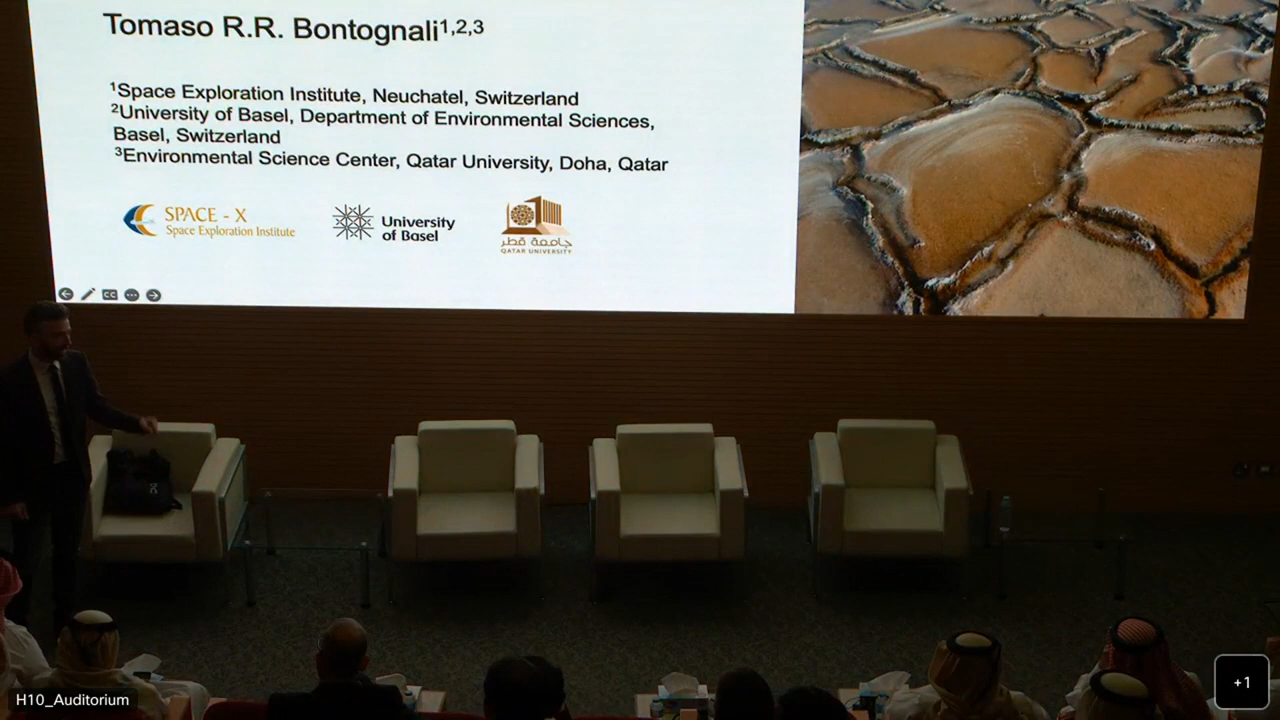 Tomaso R.R. Bontognali1,2,3
1Space Exploration Institute, Neuchatel, Switzerland
2University of Basel, Department of Environmental Sciences,
Basel, Switzerland
3Environmental Science Center, Qatar University, Doha, Qatar
SPACE - X
Space Exploration Institute
University
of Basel
جامعة قطر
QATAR UNIVERSITY
CC
H10_Auditorium
+1